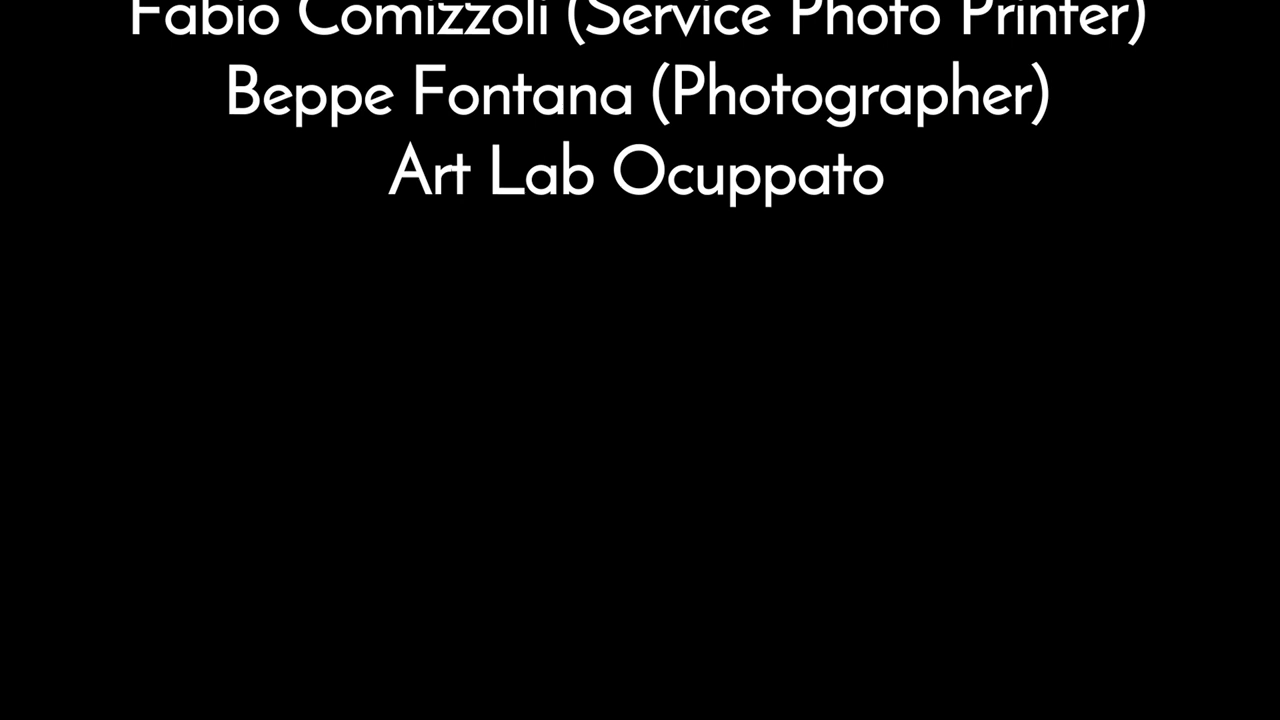 Fabio Comizzoli (Service Photo Printer)
Beppe Fontana (Photographer)
Art Lab Ocuppato